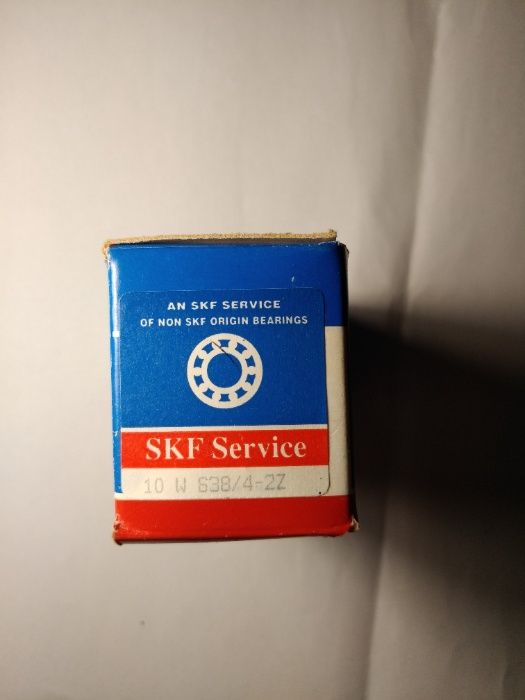 AN SKF SERVICE
OF NON SKF ORIGIN BEARINGS
SKF Service
10 W 638/4-2Z